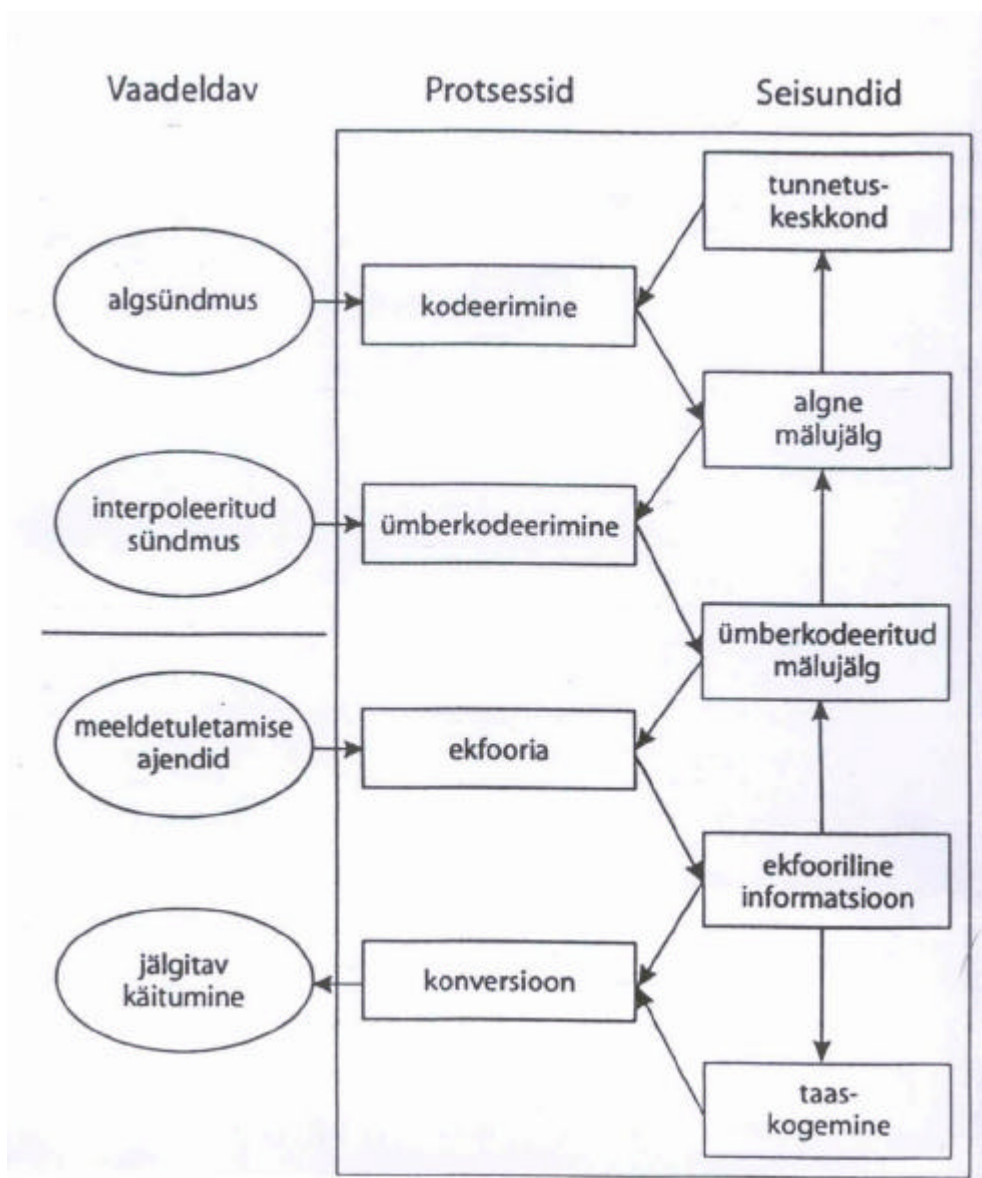 Vaadeldav
Protsessid
Seisundid
tunnetus-
keskkond
algsündmus
kodeerimine
algne
mälujälg
interpoleeritud
sündmus
ümberkodeerimine
ümberkodeeritud
mälujälg
meeldetuletamise
ajendid
ekfooria
ekfooriline
informatsioon
jälgitav
käitumine
konversioon
taas-
kogemine